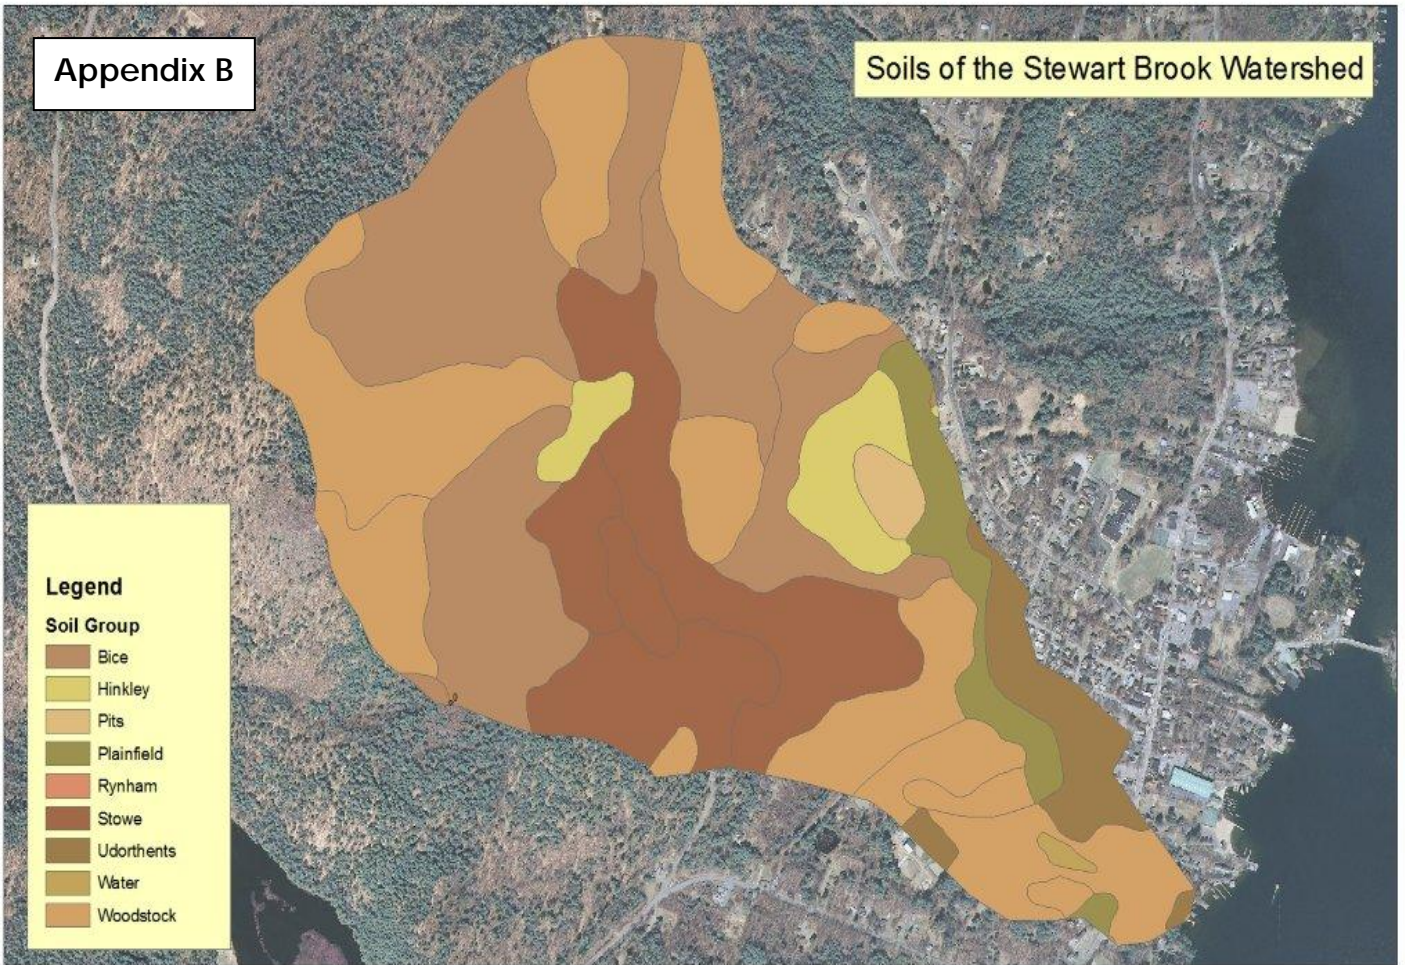 Appendix B
Soils of the Stewart Brook Watershed
Legend
Soil Group
Bice
Hinkley
Pits
Plainfield
Rynham
Stowe
Udorthents
Water
Woodstock